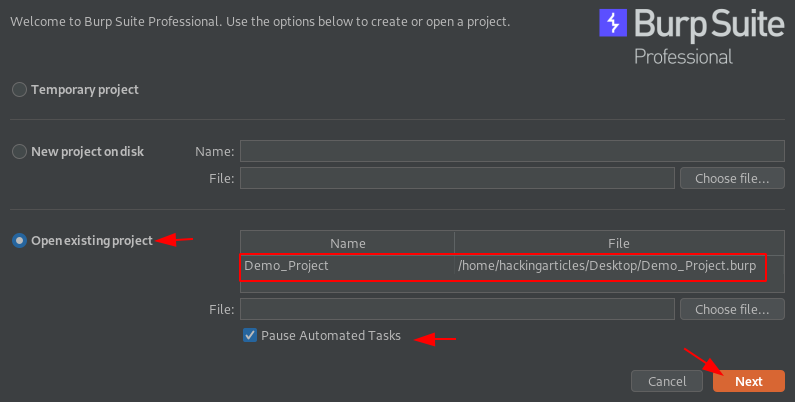 Welcome to Burp Suite Professional. Use the options below to create or open a project.
Burp Suite
Professional
Temporary project
New project on disk
Name:
File:
Choose file...
Open existing project
Name
File
Demo_Project
/home/hackingarticles/Desktop/Demo_Project.burp
File:
Choose file...
Pause Automated Tasks
Cancel
Next